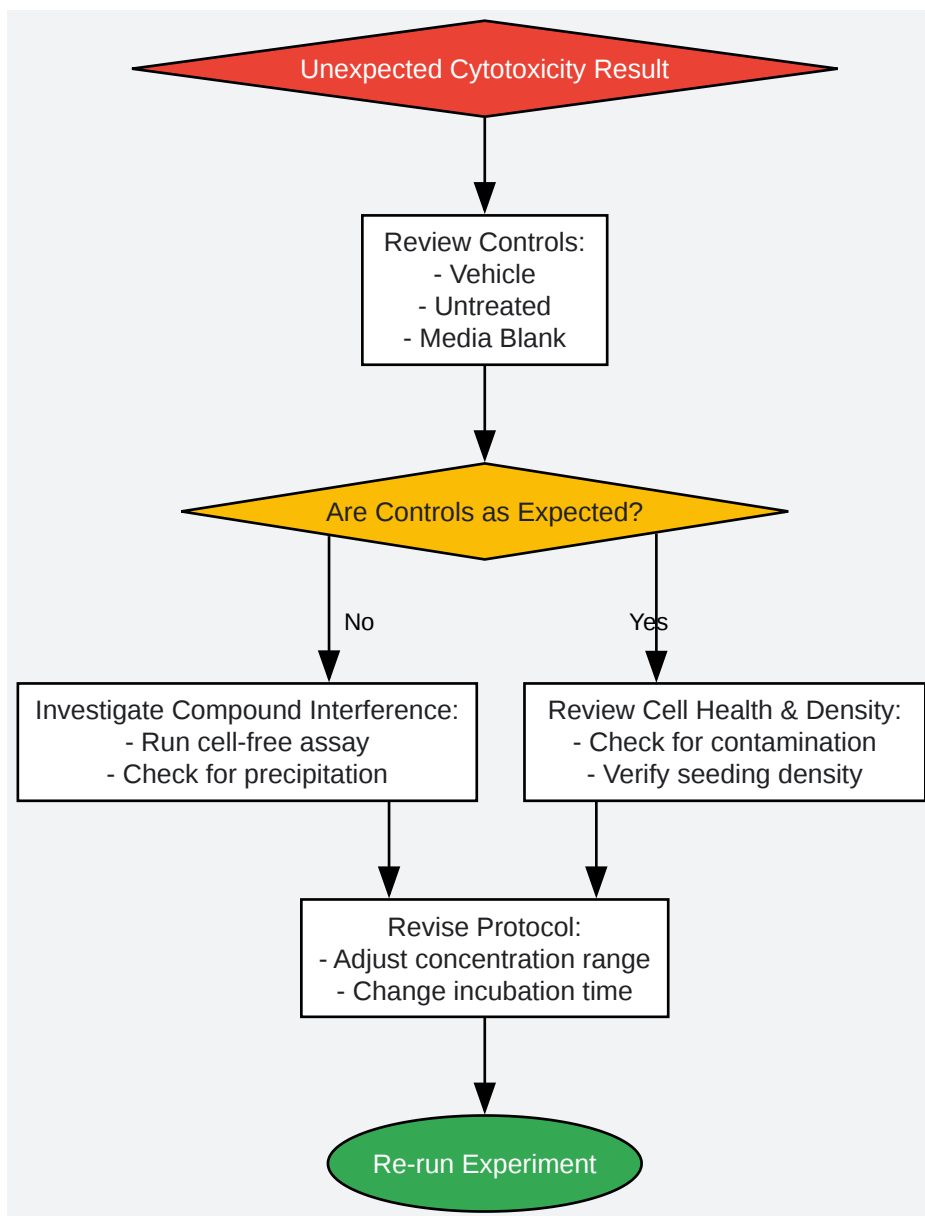 Unexpected Cytotoxicity Result
Review Controls:
- Vehicle
- Untreated
- Media Blank
Are Controls as Expected?
No
Yes
Investigate Compound Interference:
- Run cell-free assay
- Check for precipitation
Review Cell Health & Density:
- Check for contamination
- Verify seeding density
Revise Protocol:
- Adjust concentration range
- Change incubation time
Re-run Experiment